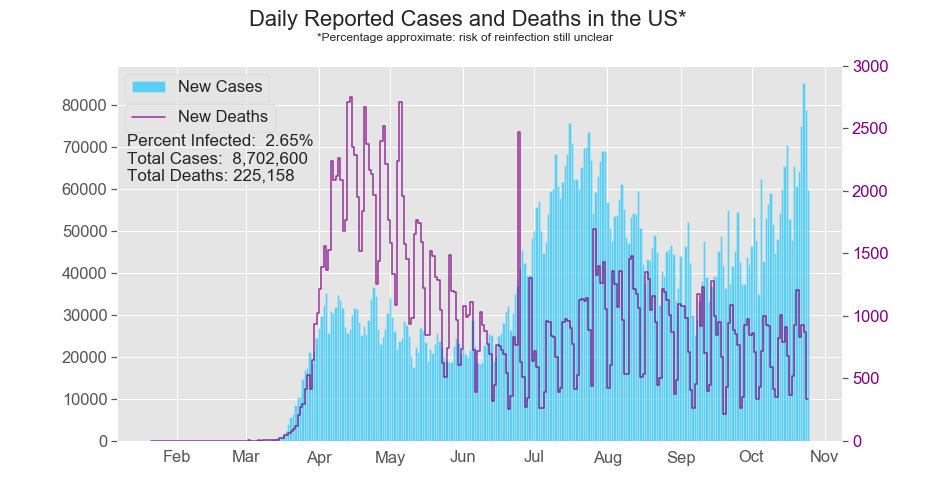 Daily Reported Cases and Deaths in the US*
*Percentage approximate: risk of reinfection still unclear
New Cases
New Deaths
Percent Infected: 2.65%
Total Cases: 8,702,600
Total Deaths: 225,158
80000
70000
60000
50000
40000
30000
20000
10000
0
3000
2500
2000
1500
1000
500
0
Feb Mar Apr May Jun Jul Aug Sep Oct Nov